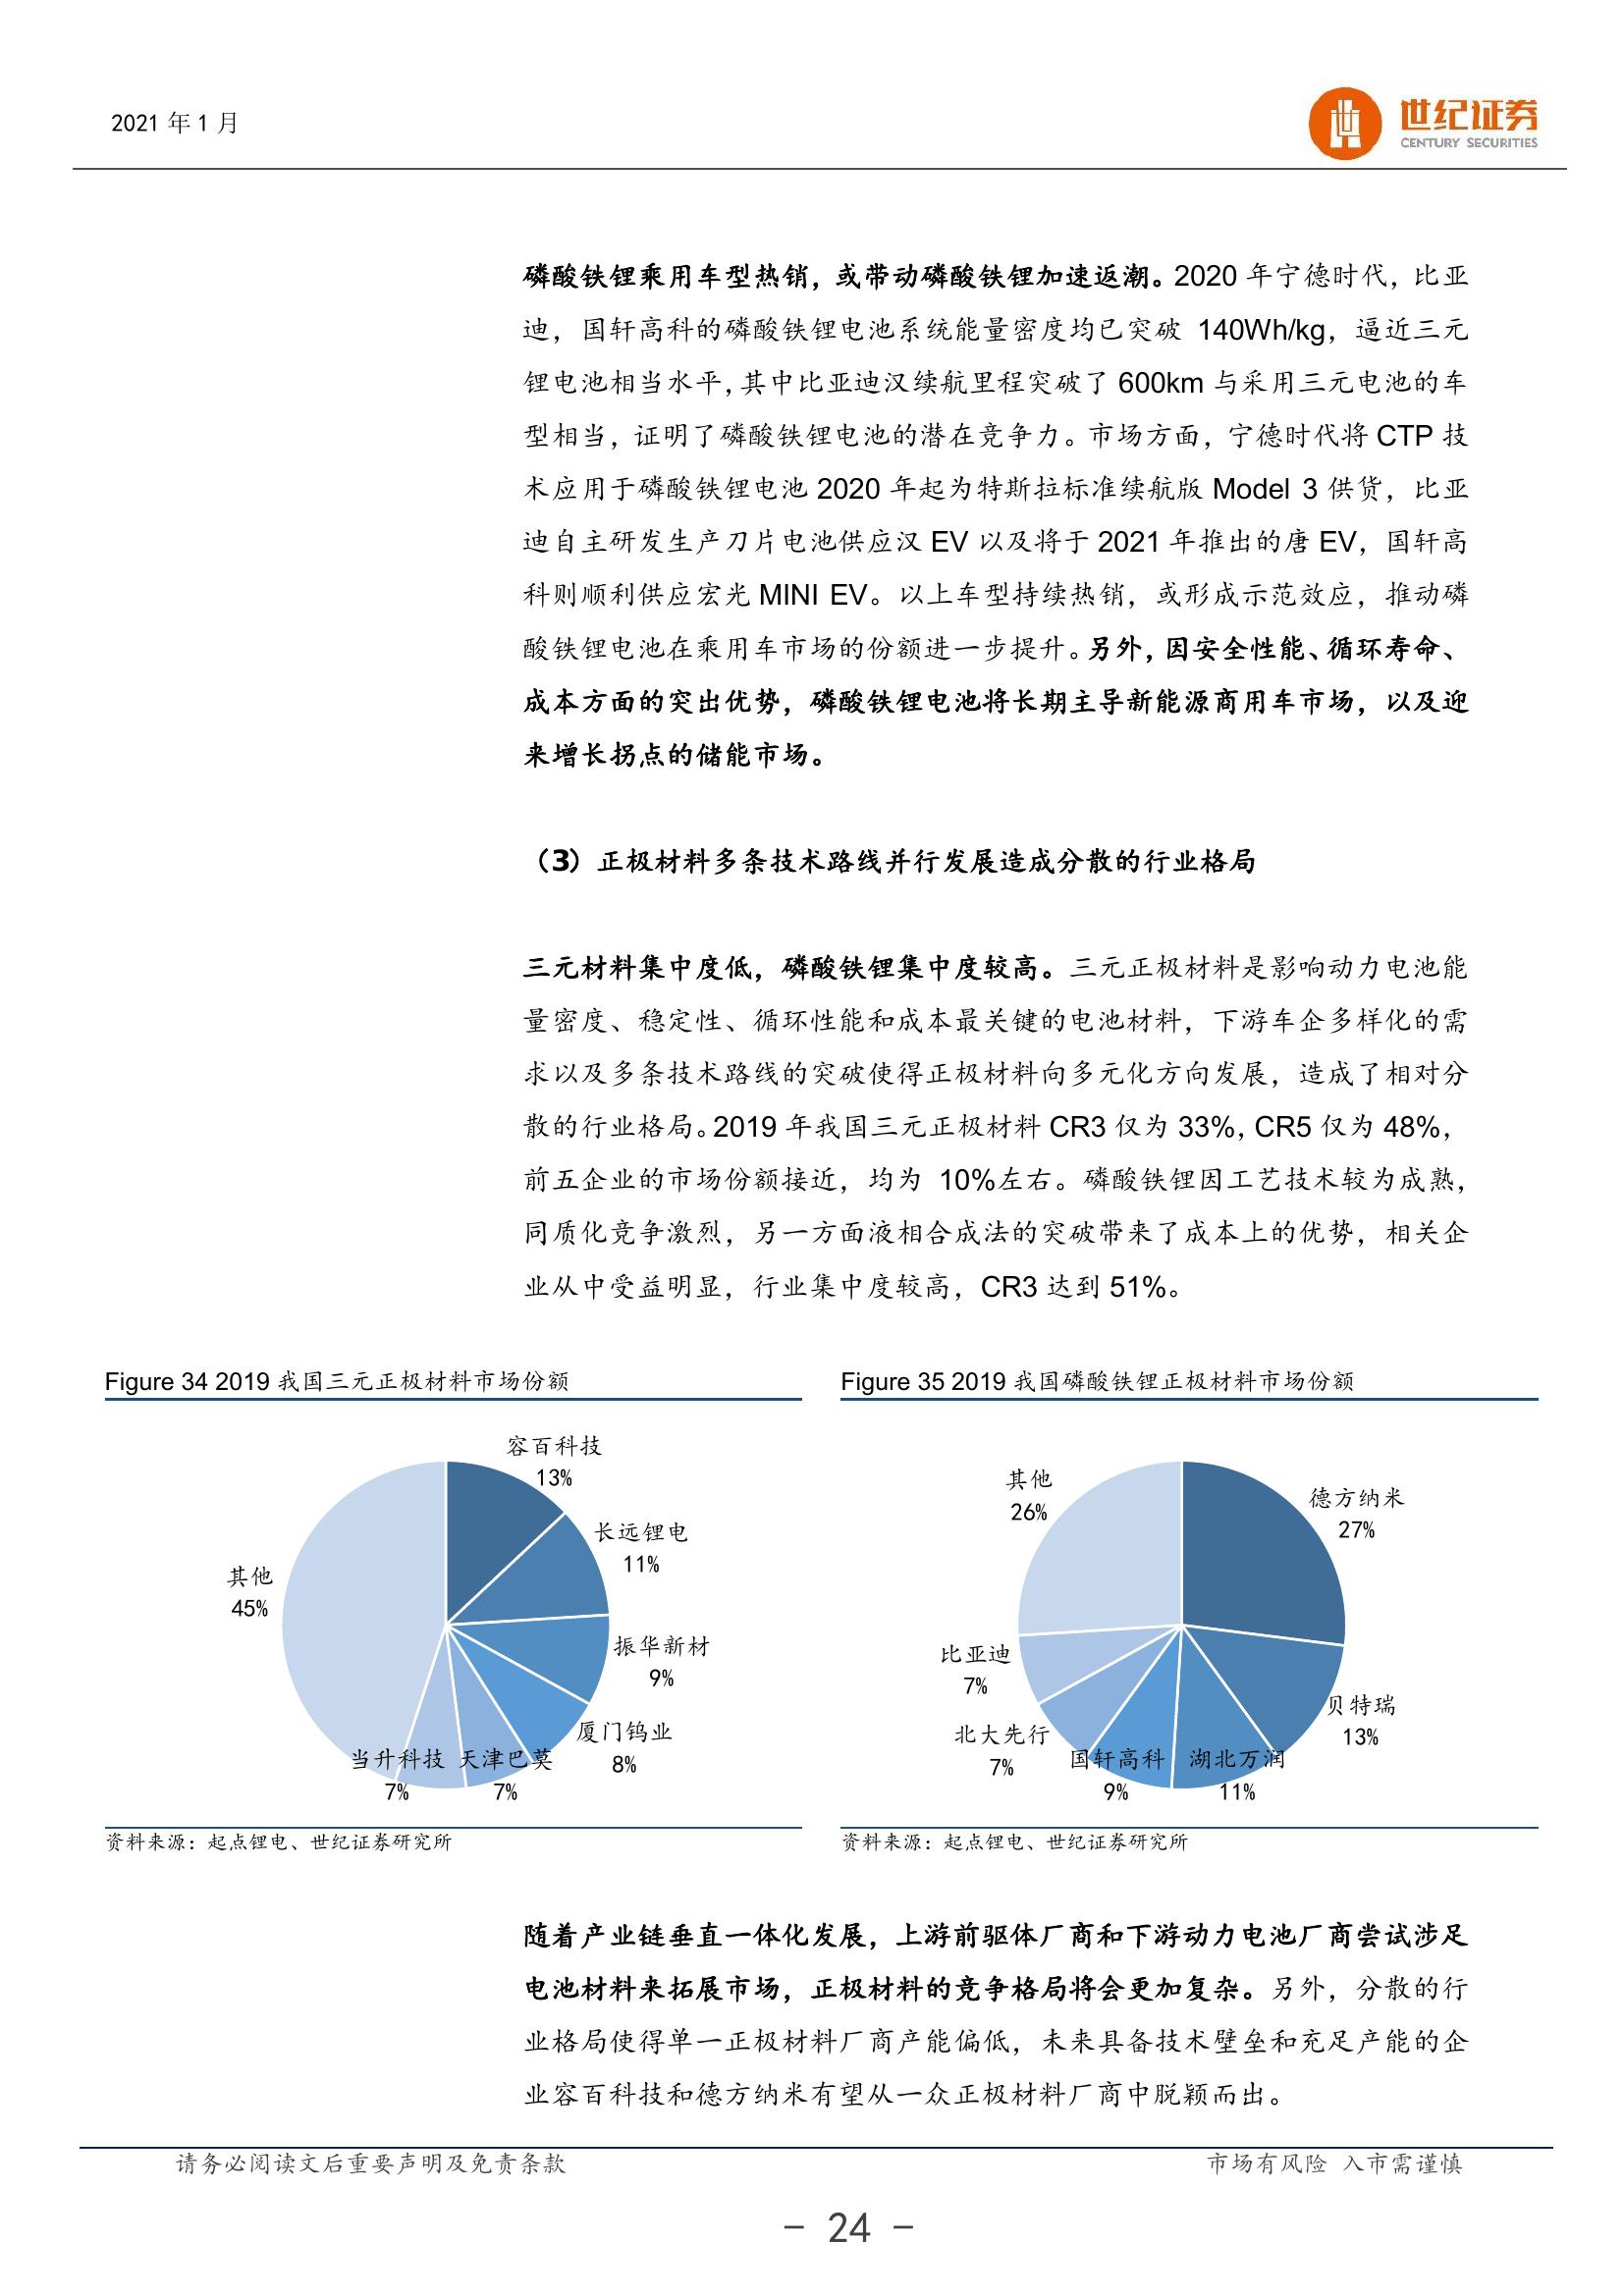 2021 年 1 月
世纪证券
CENTURY SECURITIES
磷酸铁锂乘用车型热销，或带动磷酸铁锂加速返潮。2020 年宁德时代，比亚
迪，国轩高科的磷酸铁锂电池系统能量密度均已突破 140Wh/kg，逼近三元
锂电池相当水平，其中比亚迪汉续航里程突破了 600km 与采用三元电池的车
型相当，证明了磷酸铁锂电池的潜在竞争力。市场方面，宁德时代将 CTP 技
术应用于磷酸铁锂电池 2020 年起为特斯拉标准续航版 Model 3 供货，比亚
迪自主研发生产刀片电池供应汉 EV 以及将于 2021 年推出的唐 EV，国轩高
科则顺利供应宏光 MINI EV。以上车型持续热销，或形成示范效应，推动磷
酸铁锂电池在乘用车市场的份额进一步提升。另外，因安全性能、循环寿命、
成本方面的突出优势，磷酸铁锂电池将长期主导新能源商用车市场，以及迎
来增长拐点的储能市场。
（3）正极材料多条技术路线并行发展造成分散的行业格局
三元材料集中度低，磷酸铁锂集中度较高。三元正极材料是影响动力电池能
量密度、稳定性、循环性能和成本最关键的电池材料，下游车企多样化的需
求以及多条技术路线的突破使得正极材料向多元化方向发展，造成了相对分
散的行业格局。2019 年我国三元正极材料 CR3 仅为 33%，CR5 仅为 48%，
前五企业的市场份额接近，均为 10%左右。磷酸铁锂因工艺技术较为成熟，
同质化竞争激烈，另一方面液相合成法的突破带来了成本上的优势，相关企
业从中受益明显，行业集中度较高，CR3 达到 51%。
Figure 34 2019 我国三元正极材料市场份额
容百科技
13%
长远锂电
11%
振华新材
9%
厦门钨业
8%
天津巴莫
7%
当升科技
7%
其他
45%
资料来源：起点锂电、世纪证券研究所
Figure 35 2019 我国磷酸铁锂正极材料市场份额
德方纳米
27%
贝特瑞
13%
湖北万润
11%
国轩高科
9%
北大先行
7%
比亚迪
7%
其他
26%
资料来源：起点锂电、世纪证券研究所
随着产业链垂直一体化发展，上游前驱体厂商和下游动力电池厂商尝试涉足
电池材料来拓展市场，正极材料的竞争格局将会更加复杂。另外，分散的行
业格局使得单一正极材料厂商产能偏低，未来具备技术壁垒和充足产能的企
业容百科技和德方纳米有望从一众正极材料厂商中脱颖而出。
请务必阅读文后重要声明及免责条款
市场有风险 入市需谨慎
- 24 -